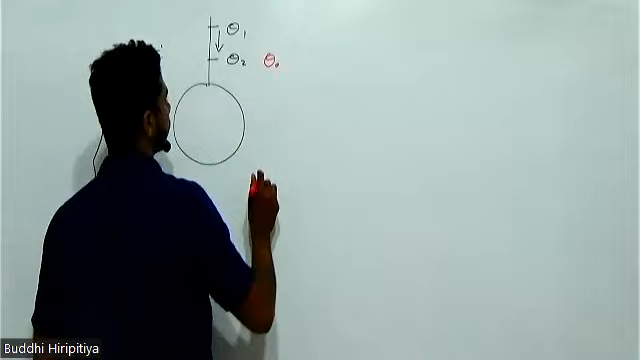 θ₁
θ₂ θ₀
Buddhi Hiripitiya